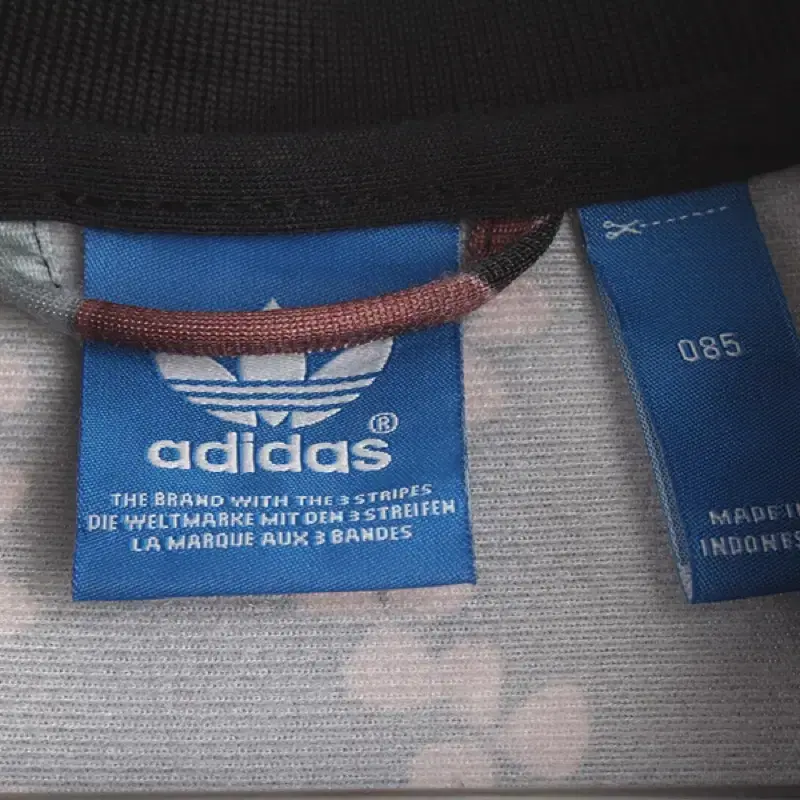 adidas®
THE BRAND WITH THE 3 STRIPES
DIE WELTMARKE MIT DEN 3 STREIFEN
LA MARQUE AUX 3 BANDES
085
MADE IN
INDONES